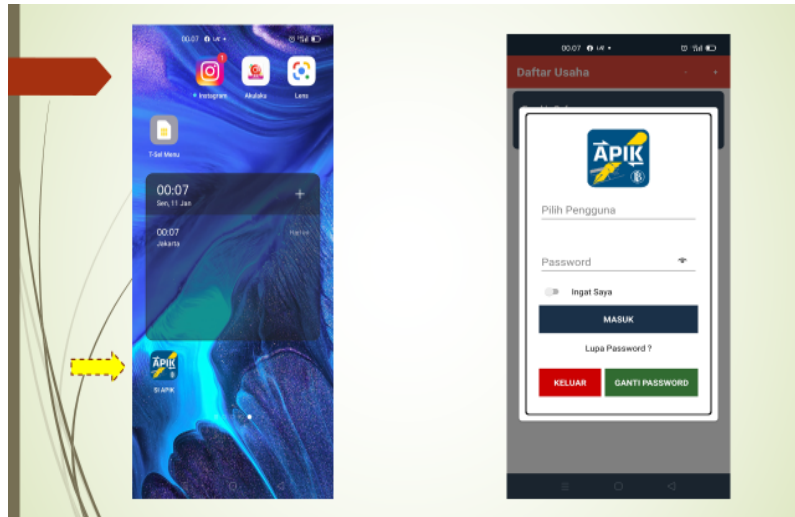 00.07
Instagram
Akulaku
Lens
T-Sel Menu
00:07
Sen, 11 Jan
00:07
Jakarta
APIK
SI APIK
00.07
Daftar Usaha
APIK
Pilih Pengguna
Password
Ingat Saya
MASUK
Lupa Password ?
KELUAR
GANTI PASSWORD